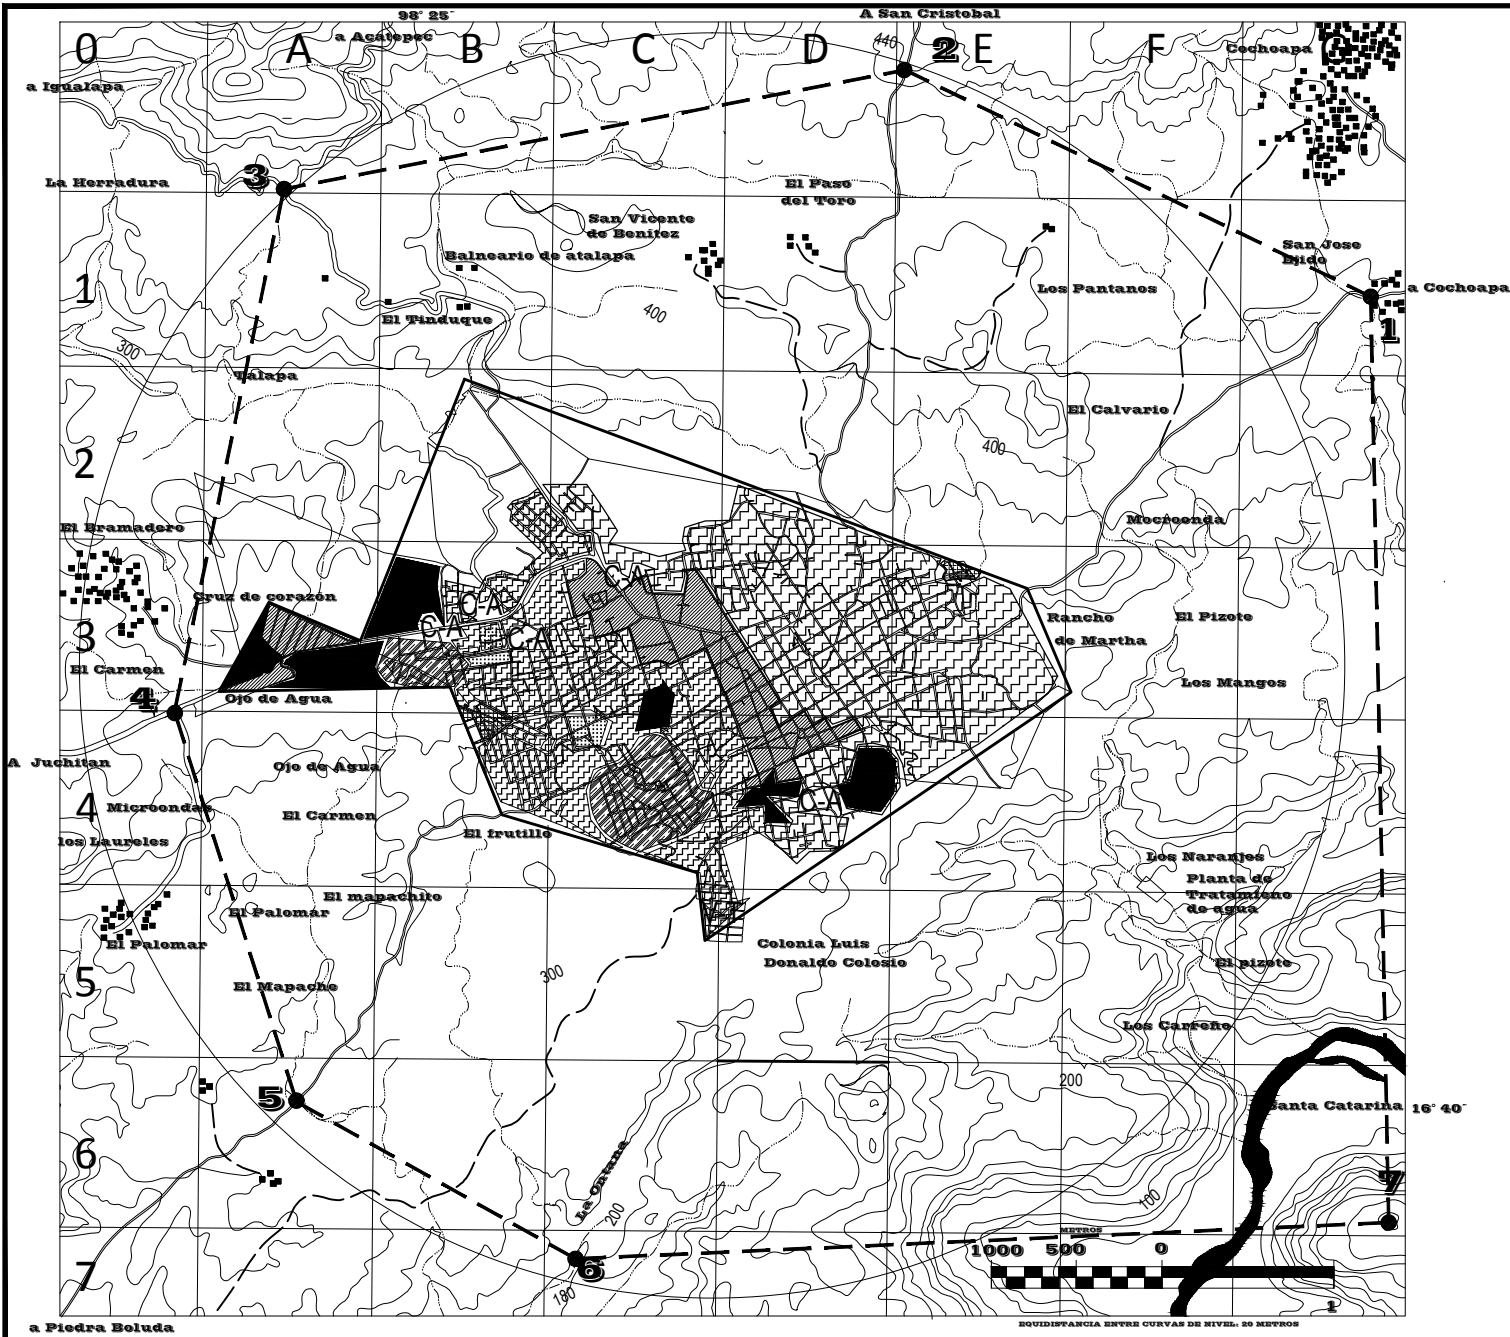 98° 25´
A San Cristobal
0
A
a Acatepec
B
C
D
440
2
E
F
Cochoapa
G
a Igualapa
La Herradura
3
El Paso
del Toro
San Vicente
de Benitez
Balneario de atalapa
San Jose
Ejido
1
Los Pantanos
a Cochoapa
400
El Tinduque
1
300
Talapa
El Calvario
2
400
El Bramadero
Mocroonda
C-A
Cruz de corazón
C-A
C-A
C-A
Rancho
de Martha
El Pizote
3
El Carmen
Los Mangos
4
Ojo de Agua
A Juchitan
Ojo de Agua
4
Microondas
El Carmen
C-A
los Laureles
El frutillo
Los Naranjos
Planta de
Tratamieno
de agua
El mapachito
El Palomar
El Palomar
Colonia Luis
Donaldo Colosio
El pizote
5
300
El Mapache
Los Carreño
200
5
Santa Catarina
16° 40´
6
La Ontana
7
100
200
METROS
1000 500 0
6
7
180
1
a Piedra Boluda
EQUIDISTANCIA ENTRE CURVAS DE NIVEL: 20 METROS